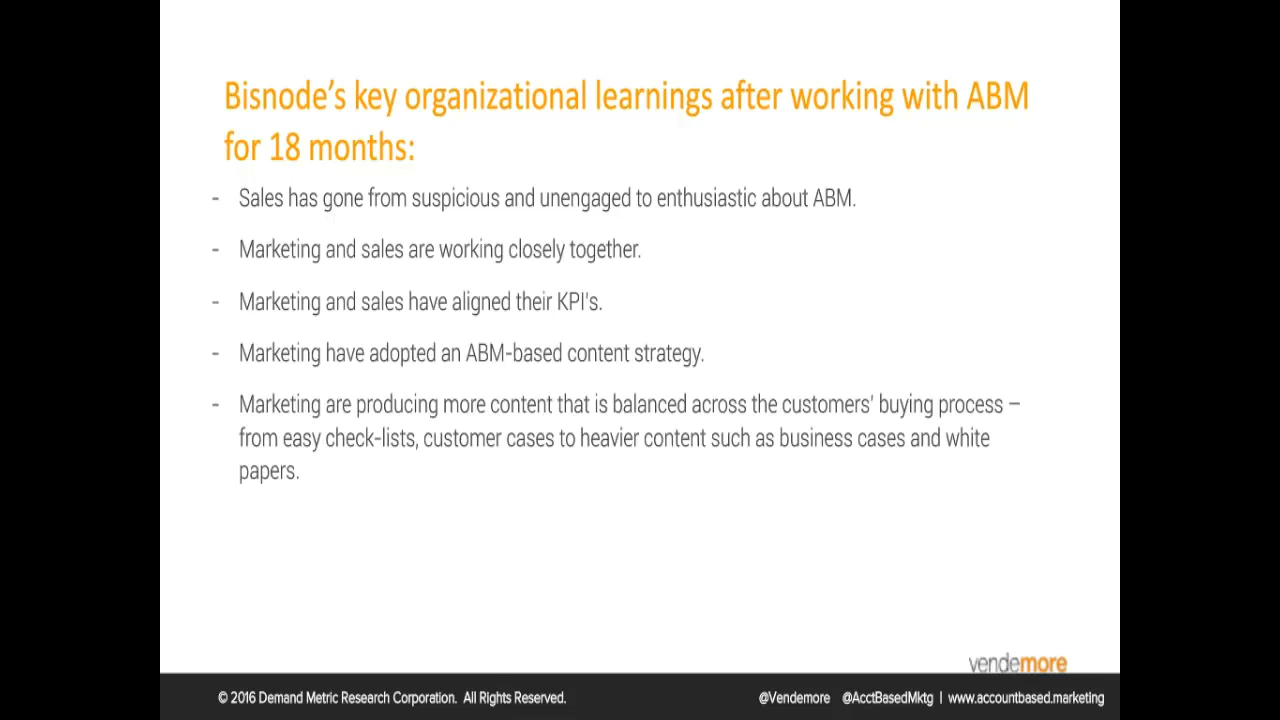 Bisnode's key organizational learnings after working with ABM
for 18 months:
- Sales has gone from suspicious and unengaged to enthusiastic about ABM.
- Marketing and sales are working closely together.
- Marketing and sales have aligned their KPI's.
- Marketing have adopted an ABM-based content strategy.
- Marketing are producing more content that is balanced across the customers' buying process –
from easy check-lists, customer cases to heavier content such as business cases and white
papers.
vendemore
© 2016 Demand Metric Research Corporation. All Rights Reserved. @Vendemore @AcctBasedMktg | www.accountbased.marketing